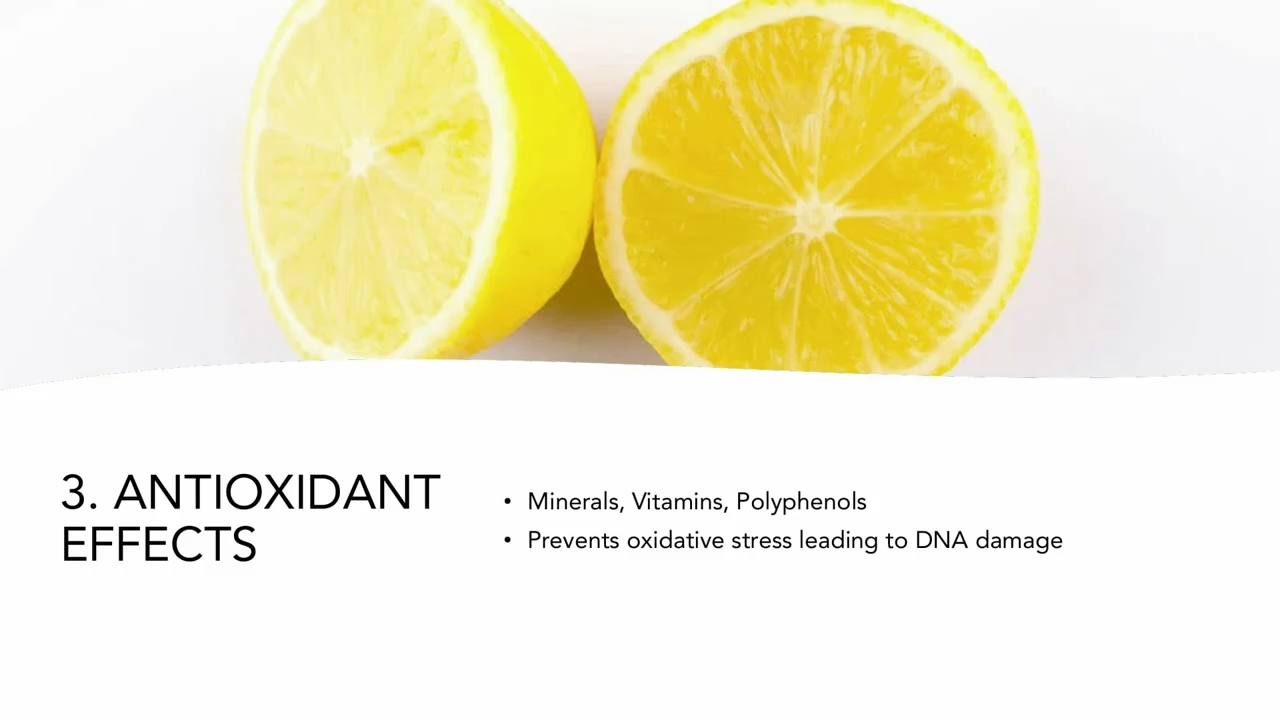 3. ANTIOXIDANT
EFFECTS
• Minerals, Vitamins, Polyphenols
• Prevents oxidative stress leading to DNA damage